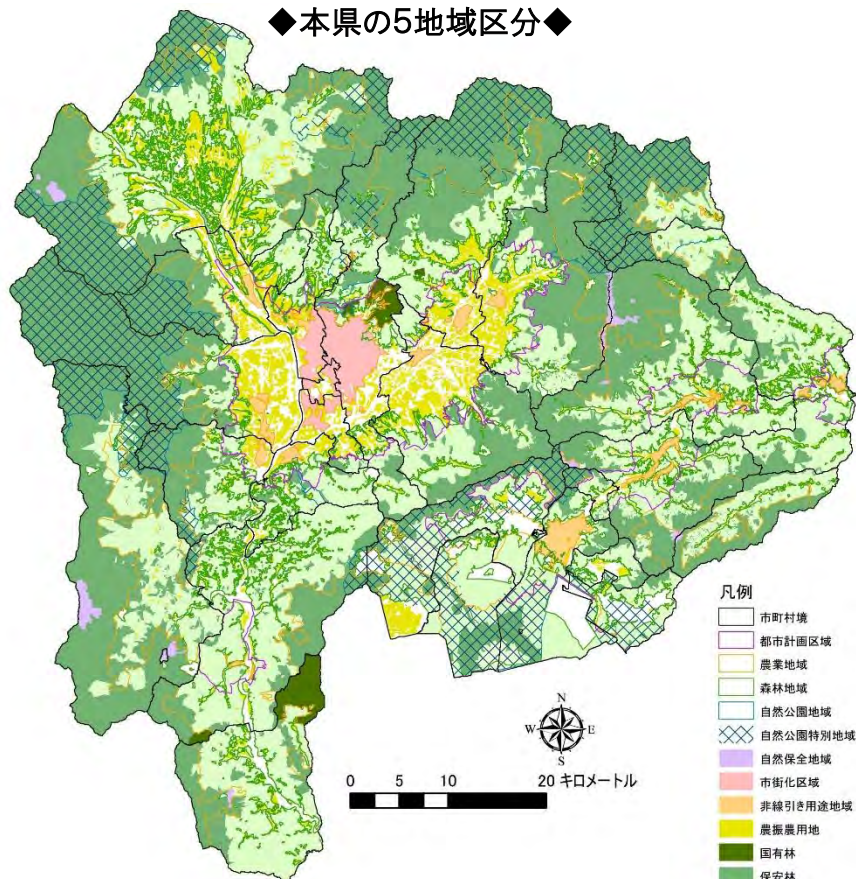 ◆本県の5地域区分◆
凡例
市町村境
都市計画区域
農業地域
森林地域
自然公園地域
自然公園特別地域
自然保全地域
市街化区域
非線引き用途地域
農振農用地
国有林
保安林
N
W E
S
0 5 10 20 キロメートル